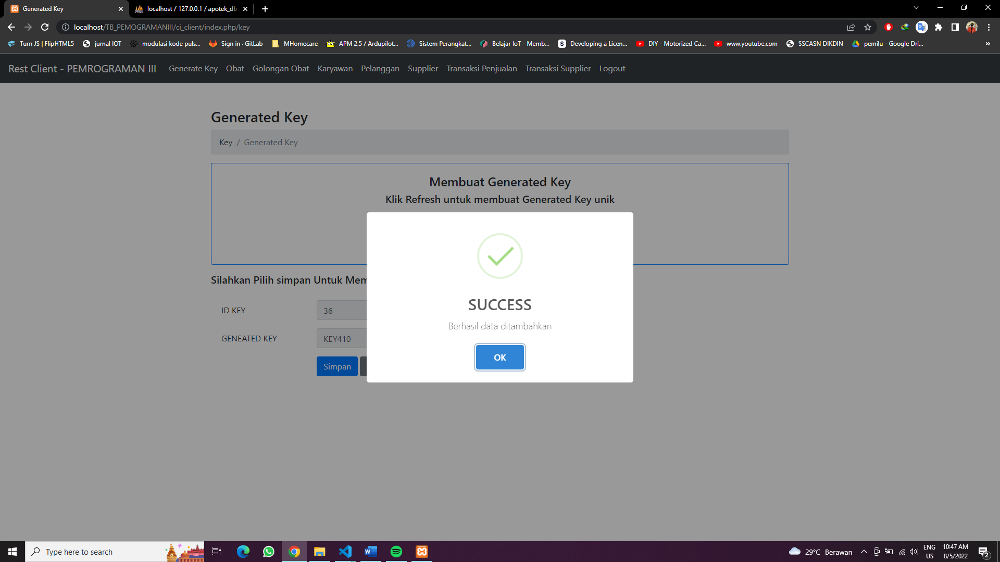 Generated Key
localhost / 127.0.0.1 / apotek_db
localhost/TB_PEMOGRAMANIII/ci_client/index.php/key
Turn JS | FlipHTML5
jurnal IOT
modulasi kode puls...
Sign in · GitLab
MHomecare
APM 2.5 / Ardupilot...
Sistem Perangkat...
Belajar IoT - Memb...
Developing a Licen...
DIY - Motorized Ca...
www.youtube.com
SSCASN DIKDIN
pemilu - Google Dri...
Rest Client - PEMROGRAMAN III
Generate Key
Obat
Golongan Obat
Karyawan
Pelanggan
Supplier
Transaksi Penjualan
Transaksi Supplier
Logout
Generated Key
Key / Generated Key
Membuat Generated Key
Klik Refresh untuk membuat Generated Key unik
Silahkan Pilih simpan Untuk Mem
ID KEY
36
GENEATED KEY
KEY410
Simpan
SUCCESS
Berhasil data ditambahkan
OK
Type here to search
29°C Berawan
ENG
US
10:47 AM
8/5/2022
2